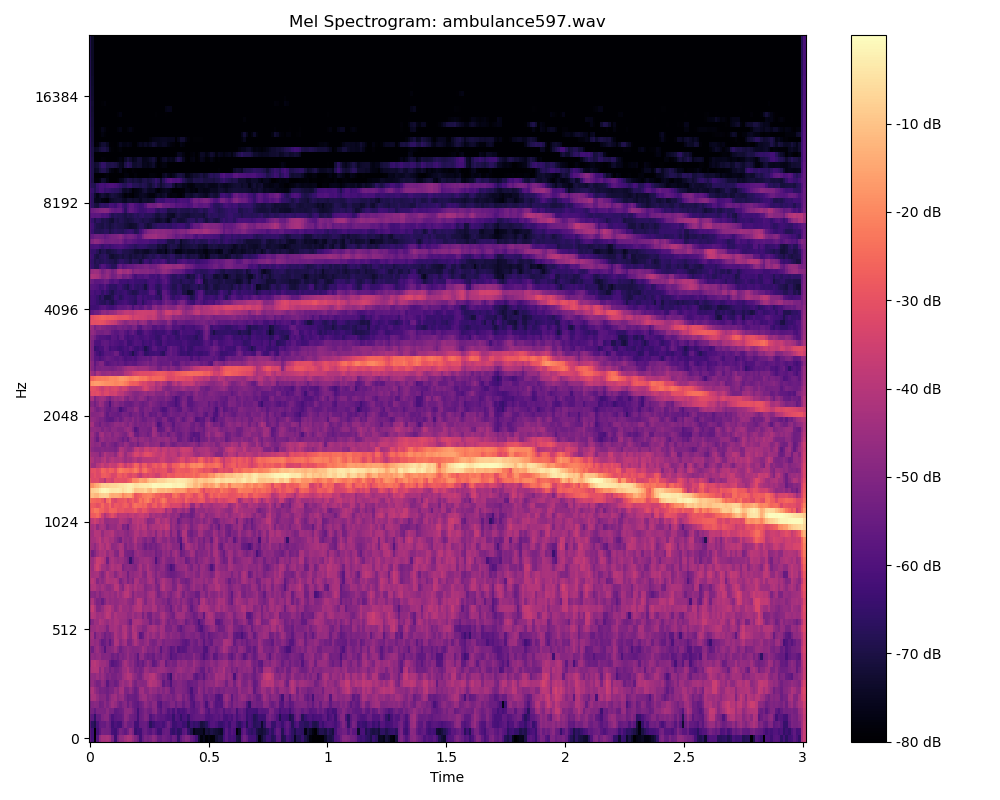 Mel Spectrogram: ambulance597.wav
16384
8192
4096
2048
1024
512
0
Hz
0
0.5
1
1.5
2
2.5
3
Time
-10 dB
-20 dB
-30 dB
-40 dB
-50 dB
-60 dB
-70 dB
-80 dB